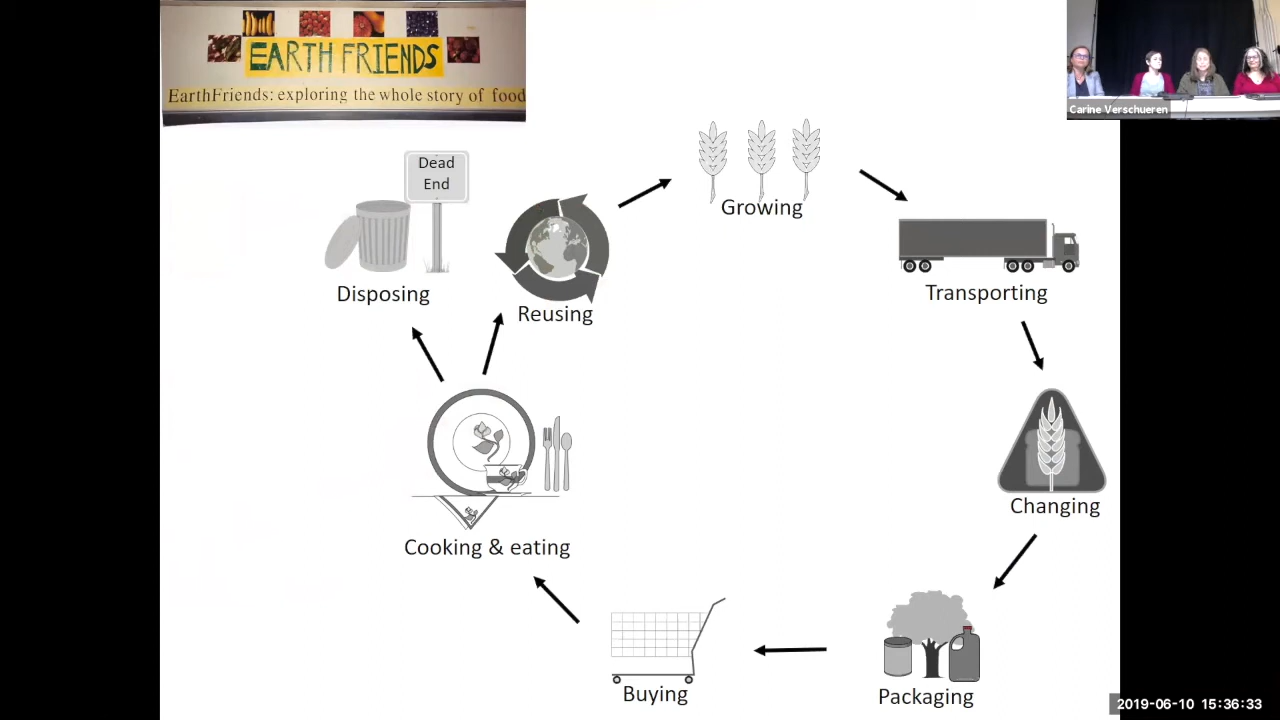 EARTH FRIENDS
EarthFriends: exploring the whole story of food
Carine Verschueren
Dead
End
Growing
Disposing
Reusing
Transporting
Changing
Cooking & eating
Buying
Packaging
2019-06-10 15:36:33